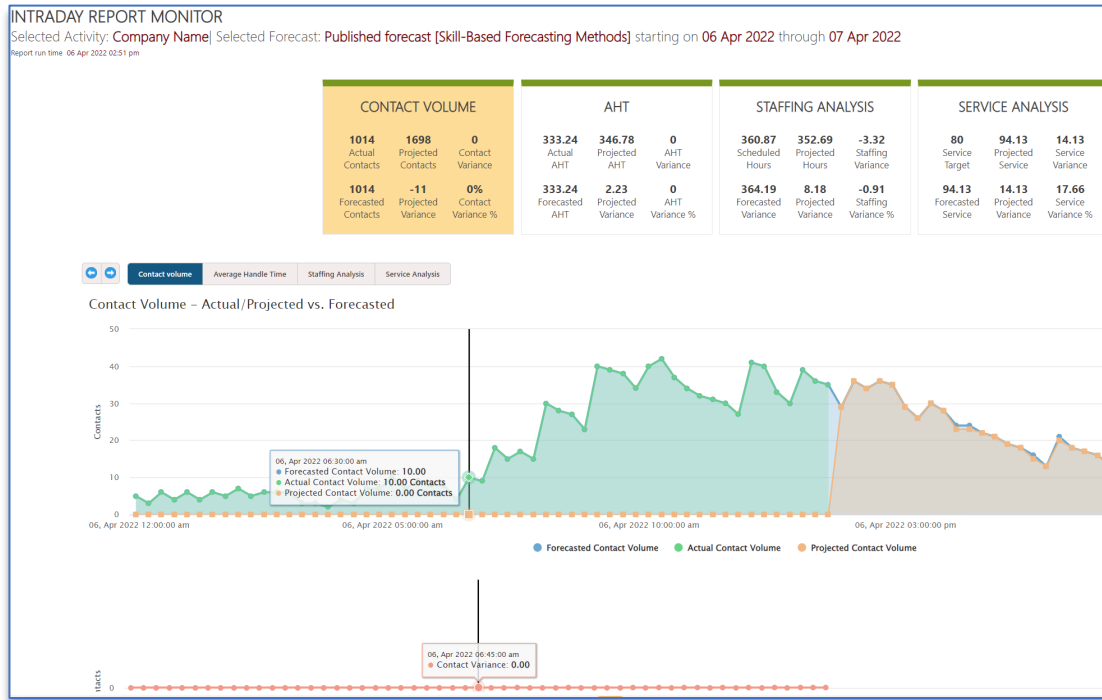 INTRADAY REPORT MONITOR
Selected Activity: Company Name| Selected Forecast: Published forecast [Skill-Based Forecasting Methods] starting on 06 Apr 2022 through 07 Apr 2022
Report run time 06 Apr 2022 02:51 pm
CONTACT VOLUME
1014 1698 0
Actual Projected Contact
Contacts Contacts Variance
1014 -11 0%
Forecasted Projected Contact
Contacts Variance Variance %
AHT
333.24 346.78 0
Actual Projected AHT
AHT AHT Variance
333.24 2.23 0
Forecasted Projected AHT
AHT Variance Variance %
STAFFING ANALYSIS
360.87 352.69 -3.32
Scheduled Projected Staffing
Hours Hours Variance
364.19 8.18 -0.91
Forecasted Projected Staffing
Variance Variance Variance %
SERVICE ANALYSIS
80 94.13 14.13
Service Projected Service
Target Service Variance
94.13 14.13 17.66
Forecasted Projected Service
Service Variance Variance %
Contact volume Average Handle Time Staffing Analysis Service Analysis
Contact Volume – Actual/Projected vs. Forecasted
50
40
30
20
10
0
Contacts
06, Apr 2022 06:30:00 am
Forecasted Contact Volume: 10.00
Actual Contact Volume: 10.00 Contacts
Projected Contact Volume: 0.00 Contacts
06, Apr 2022 12:00:00 am 06, Apr 2022 05:00:00 am 06, Apr 2022 10:00:00 am 06, Apr 2022 03:00:00 pm
Forecasted Contact Volume Actual Contact Volume Projected Contact Volume
06, Apr 2022 06:45:00 am
Contact Variance: 0.00
0